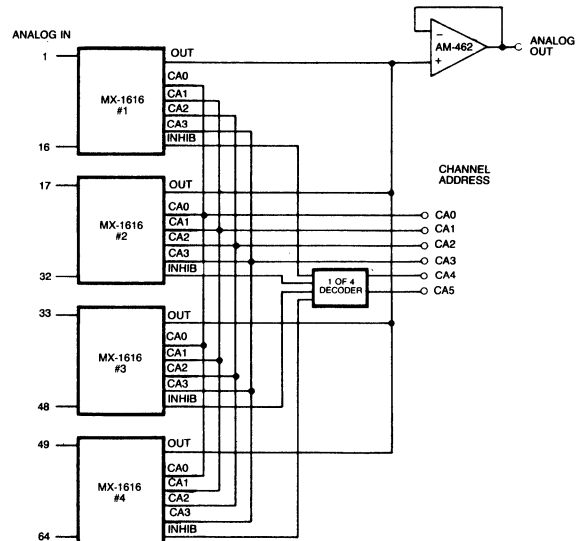 ANALOG IN
1
16
MX-1616
#1
OUT
CA0
CA1
CA2
CA3
INHIB
AM-462
−
+
ANALOG
OUT
17
32
MX-1616
#2
OUT
CA0
CA1
CA2
CA3
INHIB
CHANNEL
ADDRESS
CA0
CA1
CA2
CA3
CA4
CA5
1 OF 4
DECODER
33
48
MX-1616
#3
OUT
CA0
CA1
CA2
CA3
INHIB
49
64
MX-1616
#4
OUT
CA0
CA1
CA2
CA3
INHIB